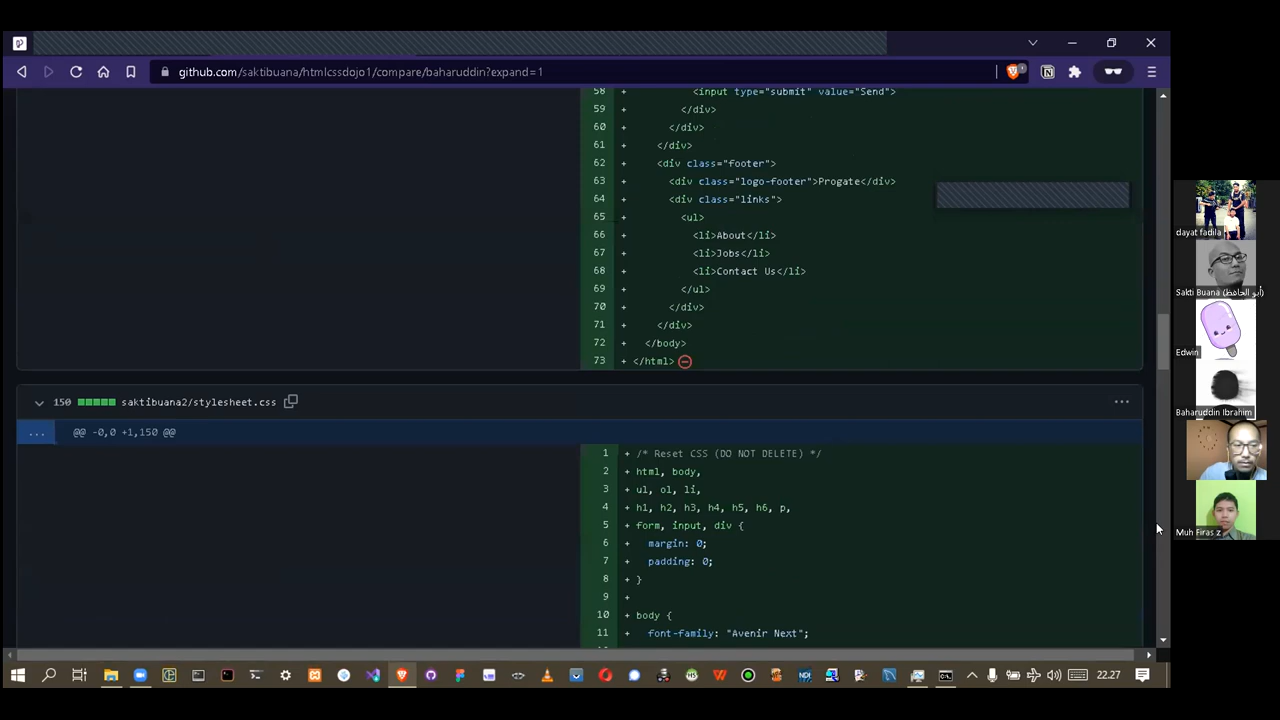 github.com/saktibuana/htmlcssdojo1/compare/baharuddin?expand=1
58 + <input type="submit" value="Send">
59 + </div>
60 + </div>
61 + </div>
62 + <div class="footer">
63 + <div class="logo-footer">Progate</div>
64 + <div class="links">
65 + <ul>
66 + <li>About</li>
67 + <li>Jobs</li>
68 + <li>Contact Us</li>
69 + </ul>
70 + </div>
71 + </div>
72 + </body>
73 + </html>
150 saktibuana2/stylesheet.css
... @@ -0,0 +1,150 @@
1 + /* Reset CSS (DO NOT DELETE) */
2 + html, body,
3 + ul, ol, li,
4 + h1, h2, h3, h4, h5, h6, p,
5 + form, input, div {
6 + margin: 0;
7 + padding: 0;
8 + }
9 +
10 + body {
11 + font-family: "Avenir Next";
dayat fadila
Sakti Buana (أبو الحافظ)
Edwin
Baharuddin Ibrahim
Muh Firas z
22.27